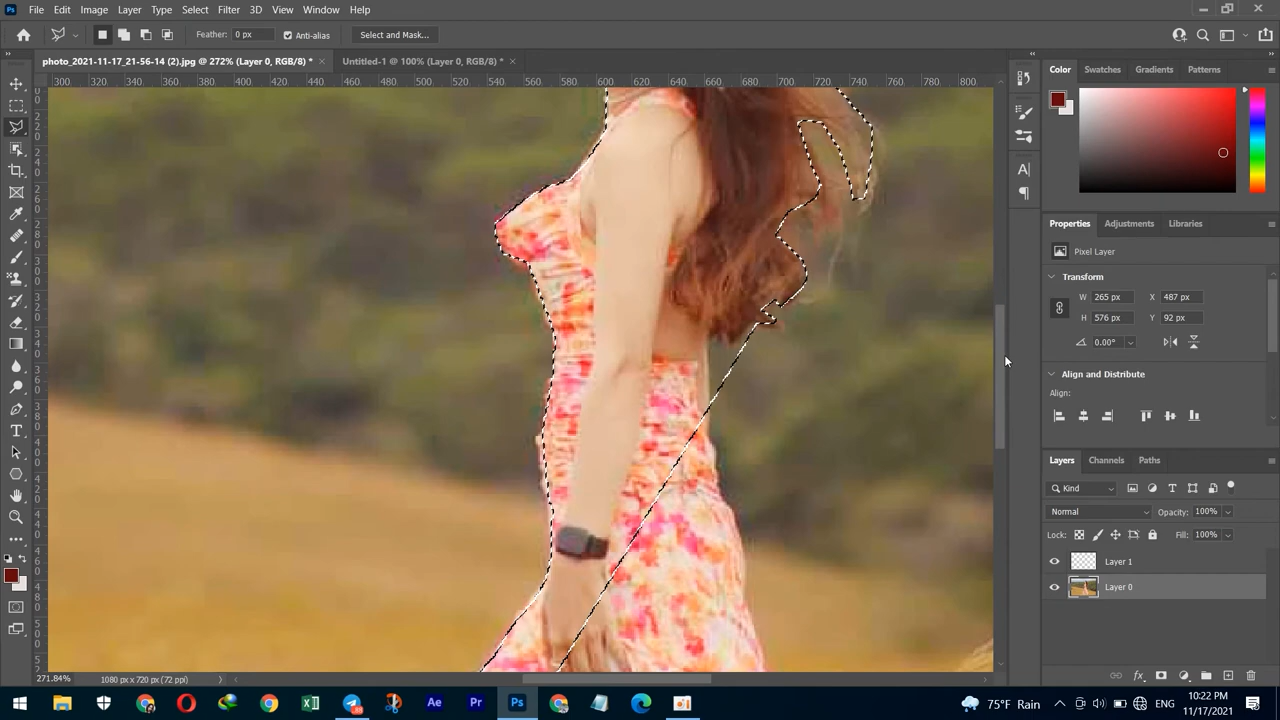 Ps File Edit Image Layer Type Select Filter 3D View Window Help
Feather: 0 px Anti-alias Select and Mask...
photo_2021-11-17_21-56-14 (2).jpg @ 272% (Layer 0, RGB/8) * × Untitled-1 @ 100% (Layer 0, RGB/8) * ×
300 400 420 440 460 480 500 520 540 560 580 600 620 640 660 680 700 720 740 760 780 800
Color Swatches Gradients Patterns
Properties Adjustments Libraries
Pixel Layer
Transform
W 265 px X 487 px
H 576 px Y 92 px
0.00°
Align and Distribute
Align:
Layers Channels Paths
Kind
Normal Opacity: 100%
Lock: Fill: 100%
Layer 1
Layer 0
271.84% 1080 px x 720 px (72 ppi)
Ae Pr Ps 75°F Rain ENG 10:22 PM
11/17/2021